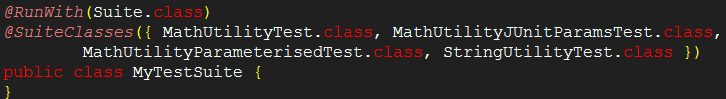 @RunWith(Suite.class)
@SuiteClasses({ MathUtilityTest.class, MathUtilityJUnitParamsTest.class,
MathUtilityParameterisedTest.class, StringUtilityTest.class })
public class MyTestSuite {
}